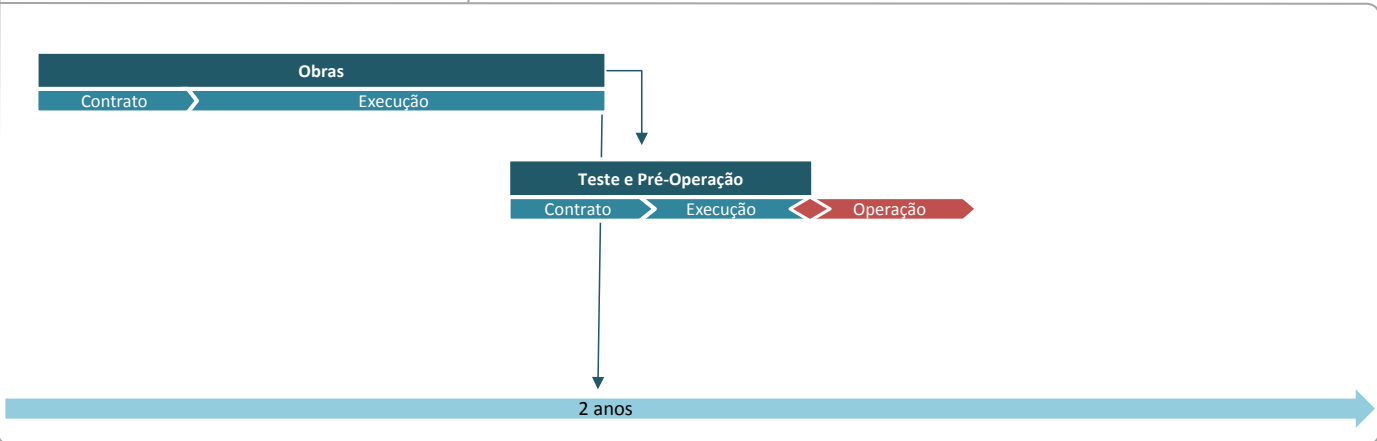 Obras
Contrato
Execução
Teste e Pré-Operação
Contrato
Execução
Operação
2 anos